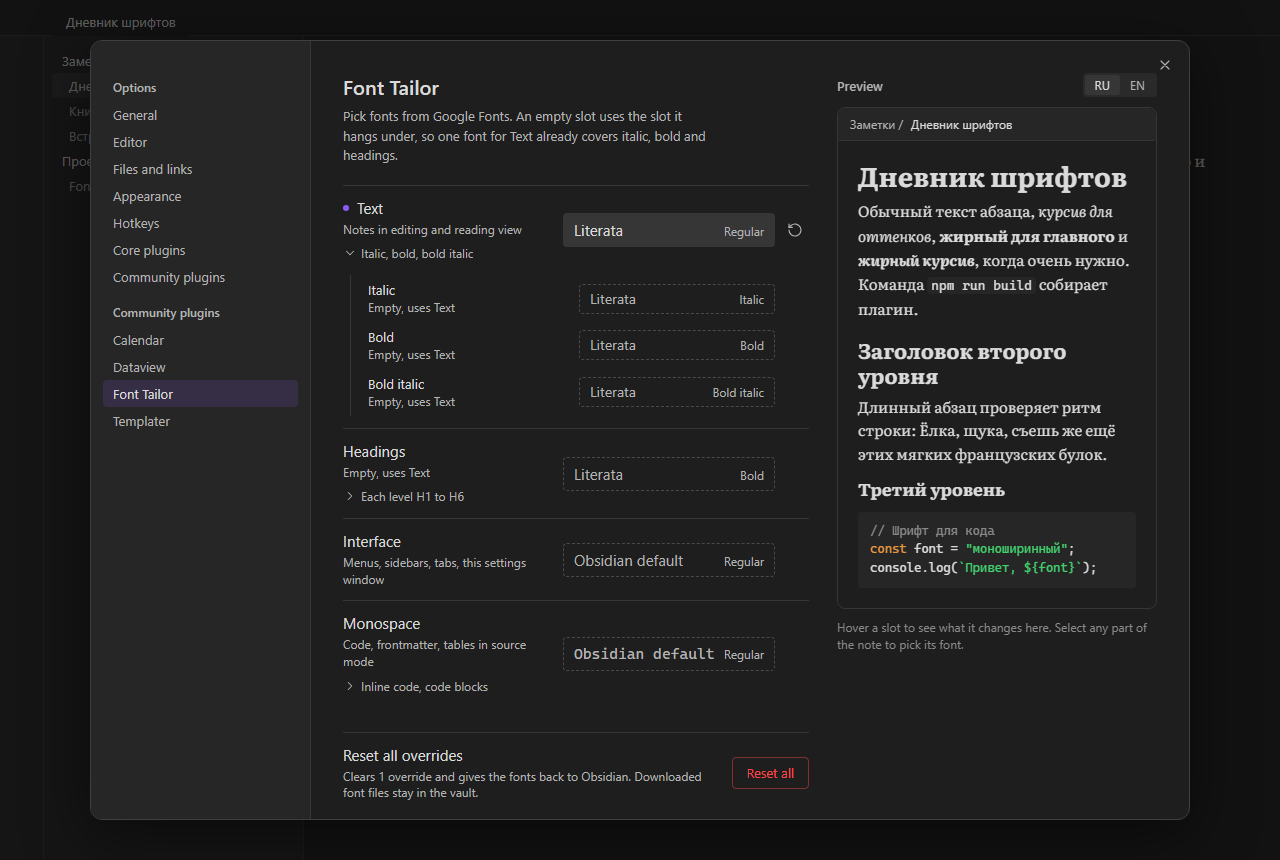 Дневник шрифтов
Options
General
Editor
Files and links
Appearance
Hotkeys
Core plugins
Community plugins
Community plugins
Calendar
Dataview
Font Tailor
Templater
Font Tailor
Pick fonts from Google Fonts. An empty slot uses the slot it
hangs under, so one font for Text already covers italic, bold and
headings.
Text
Notes in editing and reading view
Literata Regular
Italic, bold, bold italic
Italic
Empty, uses Text
Literata Italic
Bold
Empty, uses Text
Literata Bold
Bold italic
Empty, uses Text
Literata Bold italic
Headings
Empty, uses Text
Literata Bold
Each level H1 to H6
Interface
Menus, sidebars, tabs, this settings
window
Obsidian default Regular
Monospace
Code, frontmatter, tables in source
mode
Obsidian default Regular
Inline code, code blocks
Reset all overrides
Clears 1 override and gives the fonts back to Obsidian. Downloaded
font files stay in the vault.
Reset all
Preview
RU EN
Заметки / Дневник шрифтов
Дневник шрифтов
Обычный текст абзаца, курсив для
оттенков, жирный для главного и
жирный курсив, когда очень нужно.
Команда npm run build собирает
плагин.
Заголовок второго
уровня
Длинный абзац проверяет ритм
строки: Ёлка, щука, съешь же ещё
этих мягких французских булок.
Третий уровень
// Шрифт для кода
const font = "моноширинный";
console.log(`Привет, ${font}`);
Hover a slot to see what it changes here. Select any part of
the note to pick its font.
и